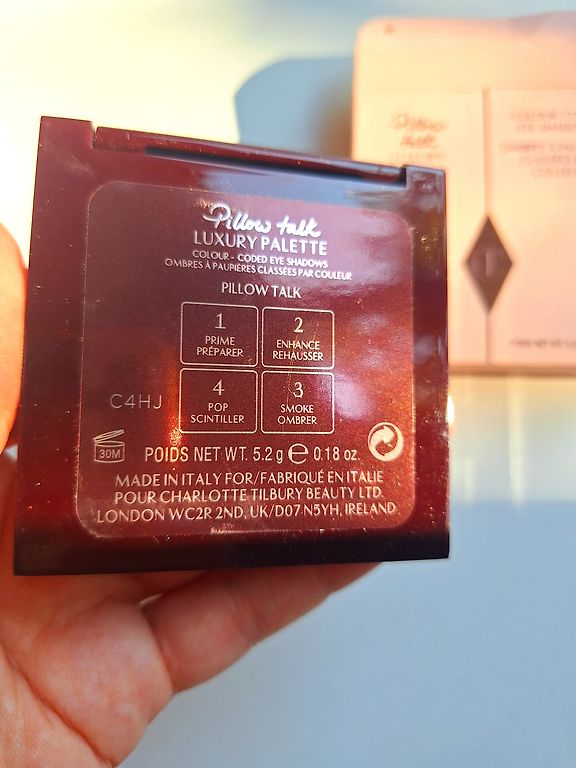 Pillow talk
LUXURY PALETTE
COLOUR - CODED EYE SHADOWS
OMBRES À PAUPIÈRES CLASSÉES PAR COULEUR
PILLOW TALK
1
PRIME
PRÉPARER
2
ENHANCE
REHAUSSER
4
POP
SCINTILLER
3
SMOKE
OMBRER
C4HJ
30M
POIDS NET WT. 5.2 g ℮ 0.18 oz.
MADE IN ITALY FOR/FABRIQUÉ EN ITALIE
POUR CHARLOTTE TILBURY BEAUTY LTD.
LONDON WC2R 2ND, UK/D07 N5YH, IRELAND
Pillow
talk